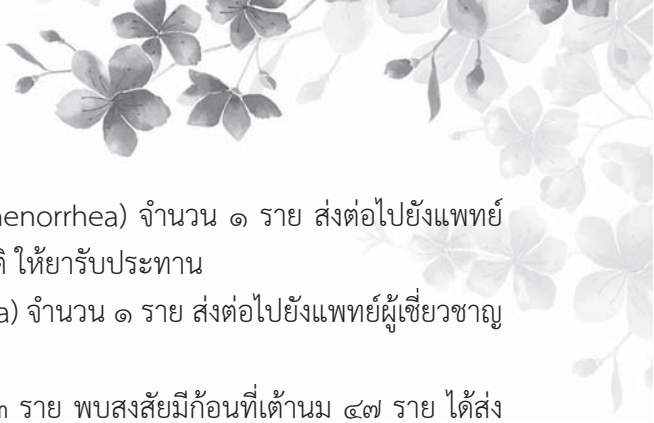 enorrhea) จำนวน ๑ ราย ส่งต่อไปยังแพทย์
ให้ยารับประทาน
a) จำนวน ๑ ราย ส่งต่อไปยังแพทย์ผู้เชี่ยวชาญ
ราย พบสงสัยมีก้อนที่เต้านม ๔๗ ราย ได้ส่ง